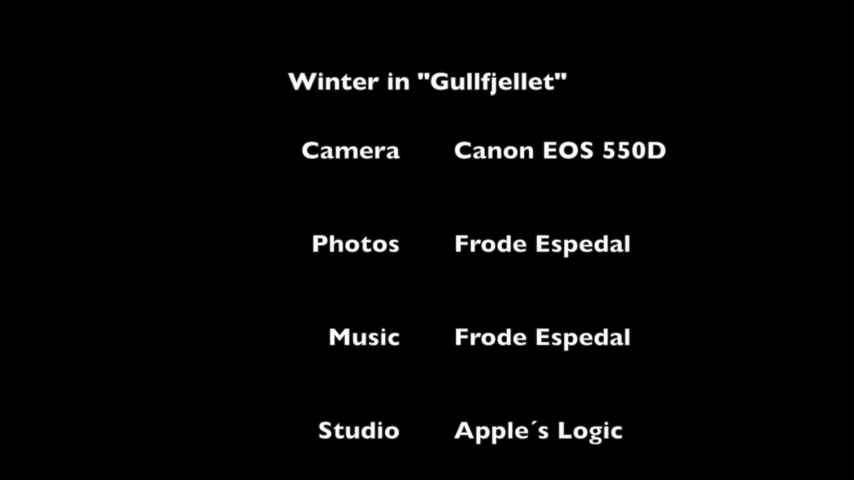 Winter in "Gullfjellet"
Camera Canon EOS 550D
Photos Frode Espedal
Music Frode Espedal
Studio Apple´s Logic